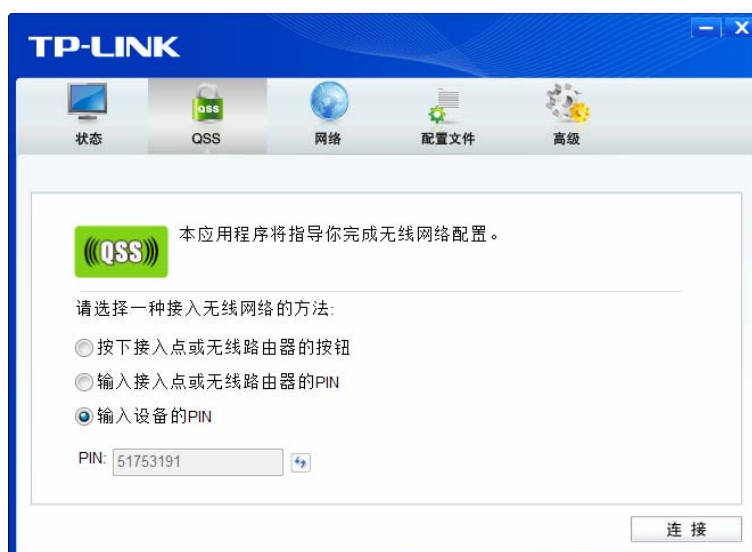 TP-LINK
状态
QSS
QSS
网络
配置文件
高级
QSS
本应用程序将指导你完成无线网络配置。
请选择一种接入无线网络的方法:
按下接入点或无线路由器的按钮
输入接入点或无线路由器的PIN
输入设备的PIN
PIN: 51753191
连 接